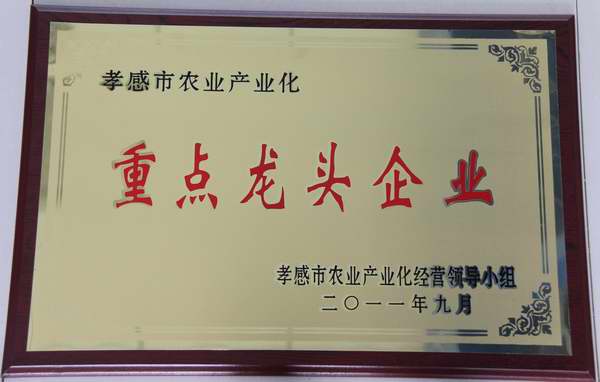 孝感市农业产业化
重点龙头企业
孝感市农业产业化经营领导小组
二〇一一年九月